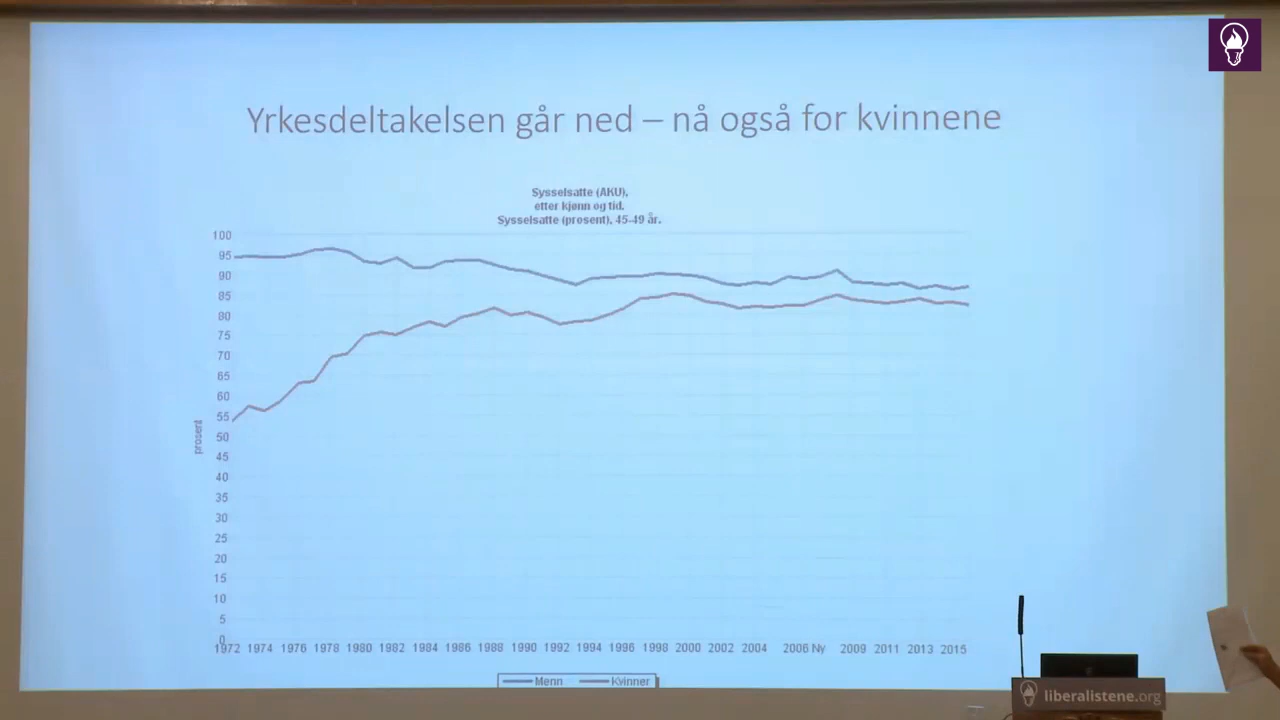 Yrkesdeltakelsen går ned – nå også for kvinnene
Sysselsatte (AKU),
etter kjønn og tid.
Sysselsatte (prosent), 45-49 år.
100
95
90
85
80
75
70
65
60
55
50
45
40
35
30
25
20
15
10
5
0
prosent
1972 1974 1976 1978 1980 1982 1984 1986 1988 1990 1992 1994 1996 1998 2000 2002 2004 2006 Ny 2009 2011 2013 2015
Menn Kvinner
liberalistene.org